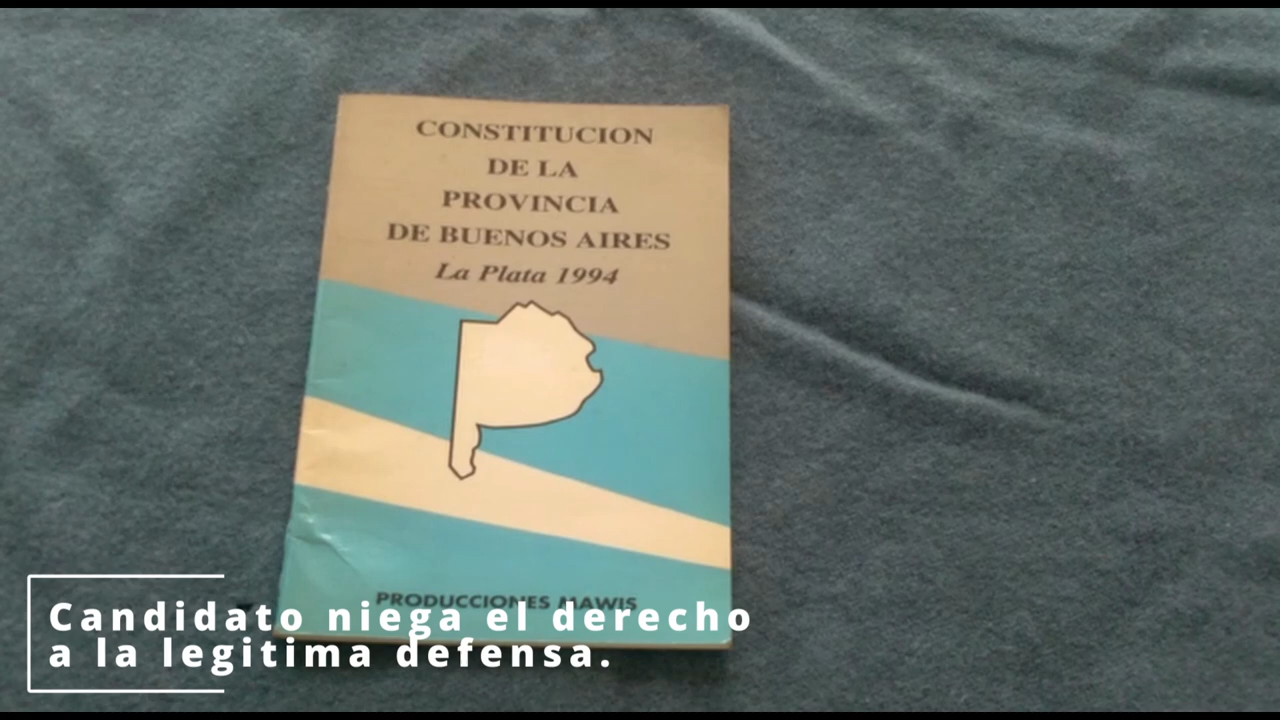 CONSTITUCION
DE LA
PROVINCIA
DE BUENOS AIRES
La Plata 1994
PRODUCCIONES MAWIS
Candidato niega el derecho
a la legitima defensa.